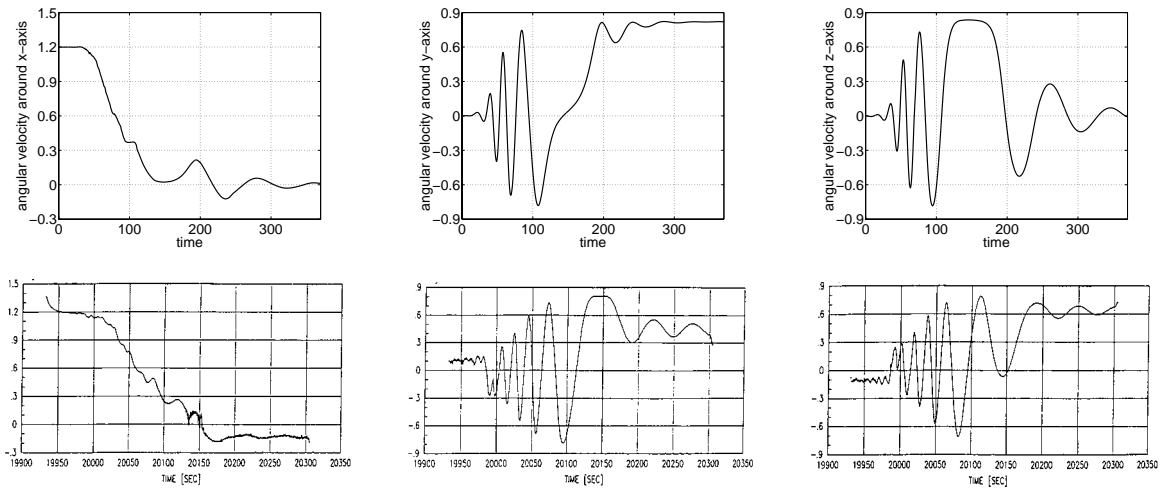 angular velocity around x−axis
1.5
1.2
0.9
0.6
0.3
0
−0.3
0 100 200 300
time
angular velocity around y−axis
0.9
0.6
0.3
0
−0.3
−0.6
−0.9
0 100 200 300
time
angular velocity around z−axis
0.9
0.6
0.3
0
−0.3
−0.6
−0.9
0 100 200 300
time
1.5
1.2
.9
.6
.3
0
-.3
19900 19950 20000 20050 20100 20150 20200 20250 20300 20350
TIME [SEC]
.9
.6
.3
0
-.3
-.6
-.9
19900 19950 20000 20050 20100 20150 20200 20250 20300 20350
TIME [SEC]
.9
.6
.3
0
-.3
-.6
-.9
19900 19950 20000 20050 20100 20150 20200 20250 20300 20350
TIME [SEC]